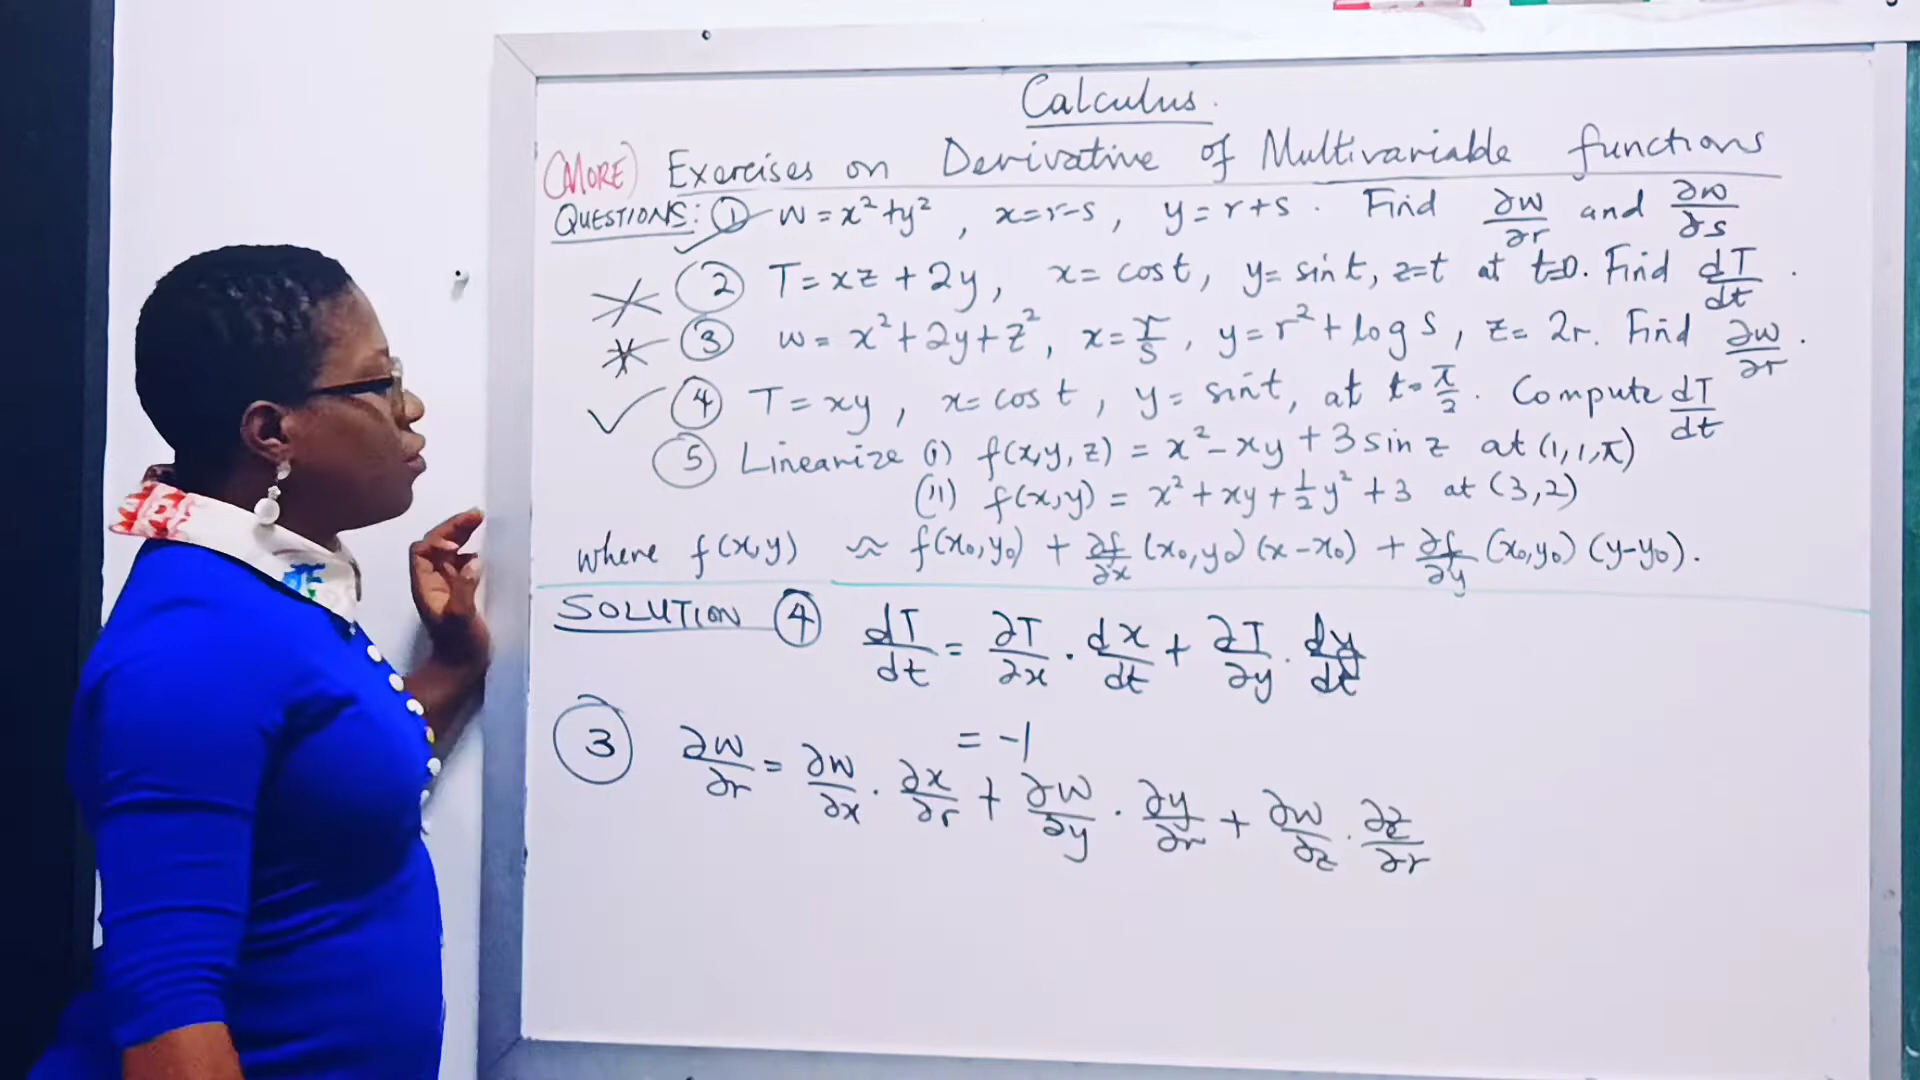 Calculus.
(MORE) Exercises on Derivative of Multivariable functions
QUESTIONS: ① w = x² + y² , x = r - s , y = r + s . Find ∂w/∂r and ∂w/∂s
② T = xz + 2y , x = cos t , y = sin t , z = t at t=0. Find dT/dt .
③ w = x² + 2y + z² , x = r/s , y = r² + log s , z = 2r. Find ∂w/∂r .
④ T = xy , x = cos t , y = sin t , at t = π/2 . Compute dT/dt
⑤ Linearize (i) f(x,y,z) = x² - xy + 3 sin z at (1,1,π)
(ii) f(x,y) = x² + xy + ½y² + 3 at (3,2)
where f(x,y) ≈ f(x₀,y₀) + ∂f/∂x (x₀,y₀)(x-x₀) + ∂f/∂y (x₀,y₀)(y-y₀).
SOLUTION ④ dT/dt = ∂T/∂x . dx/dt + ∂T/∂y . dy/dt
= -1
③ ∂w/∂r = ∂w/∂x . ∂x/∂r + ∂w/∂y . ∂y/∂r + ∂w/∂z . ∂z/∂r